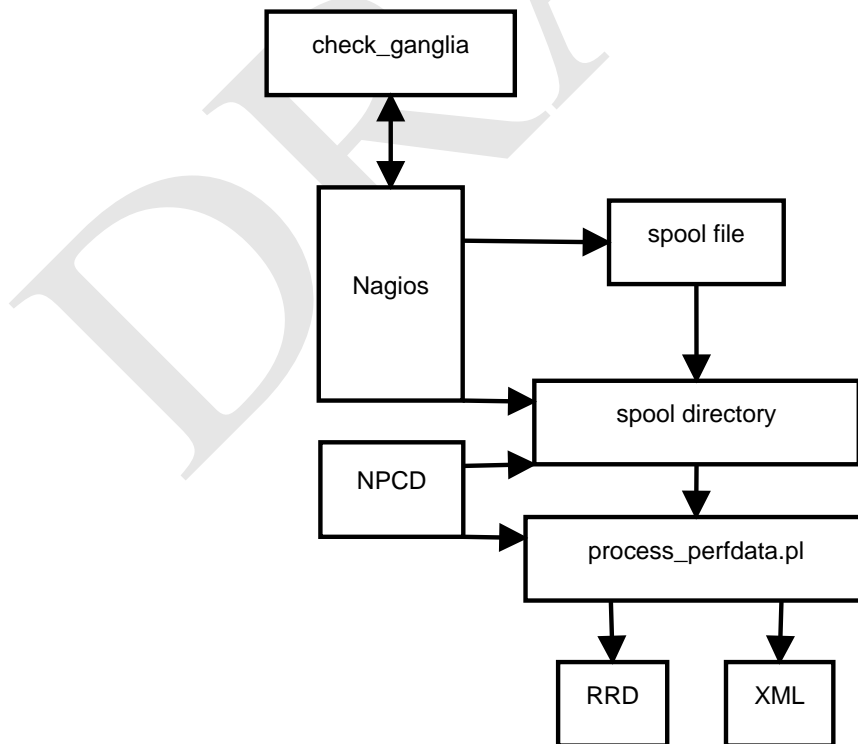 check_ganglia
Nagios
spool file
spool directory
NPCD
process_perfdata.pl
RRD
XML